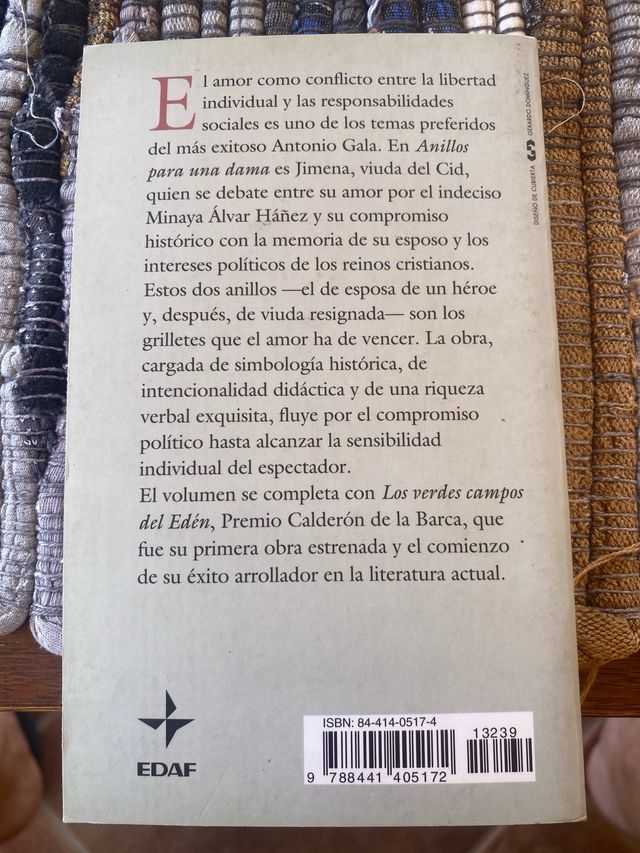 El amor como conflicto entre la libertad
individual y las responsabilidades
sociales es uno de los temas preferidos
del más exitoso Antonio Gala. En Anillos
para una dama es Jimena, viuda del Cid,
quien se debate entre su amor por el indeciso
Minaya Álvar Háñez y su compromiso
histórico con la memoria de su esposo y los
intereses políticos de los reinos cristianos.
Estos dos anillos —el de esposa de un héroe
y, después, de viuda resignada— son los
grilletes que el amor ha de vencer. La obra,
cargada de simbología histórica, de
intencionalidad didáctica y de una riqueza
verbal exquisita, fluye por el compromiso
político hasta alcanzar la sensibilidad
individual del espectador.
El volumen se completa con Los verdes campos
del Edén, Premio Calderón de la Barca, que
fue su primera obra estrenada y el comienzo
de su éxito arrollador en la literatura actual.
DISEÑO DE CUBIERTA GERARDO DOMÍNGUEZ
EDAF
ISBN: 84-414-0517-4
13239
9 788441 405172